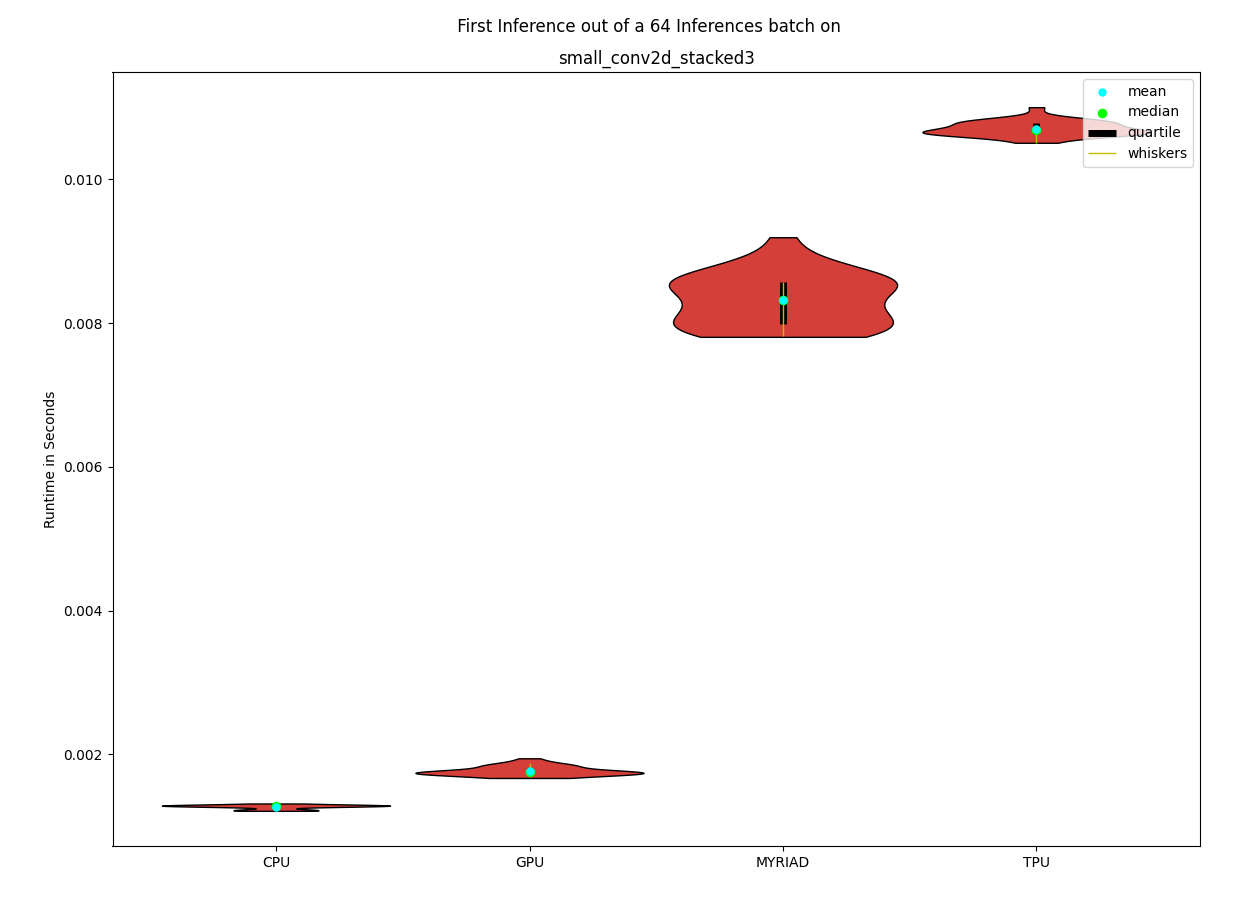 First Inference out of a 64 Inferences batch on
small_conv2d_stacked3
mean
median
quartile
whiskers
0.010
0.008
0.006
0.004
0.002
Runtime in Seconds
CPU
GPU
MYRIAD
TPU